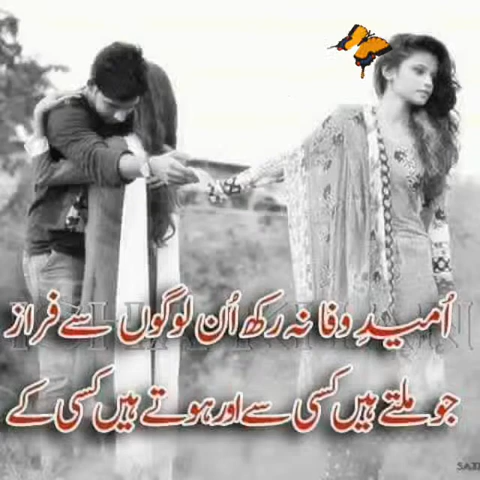 اُمیدِ وفا نہ رکھ اُن لوگوں سے فراز
جو ملتے ہیں کسی سے اور ہوتے ہیں کسی کے